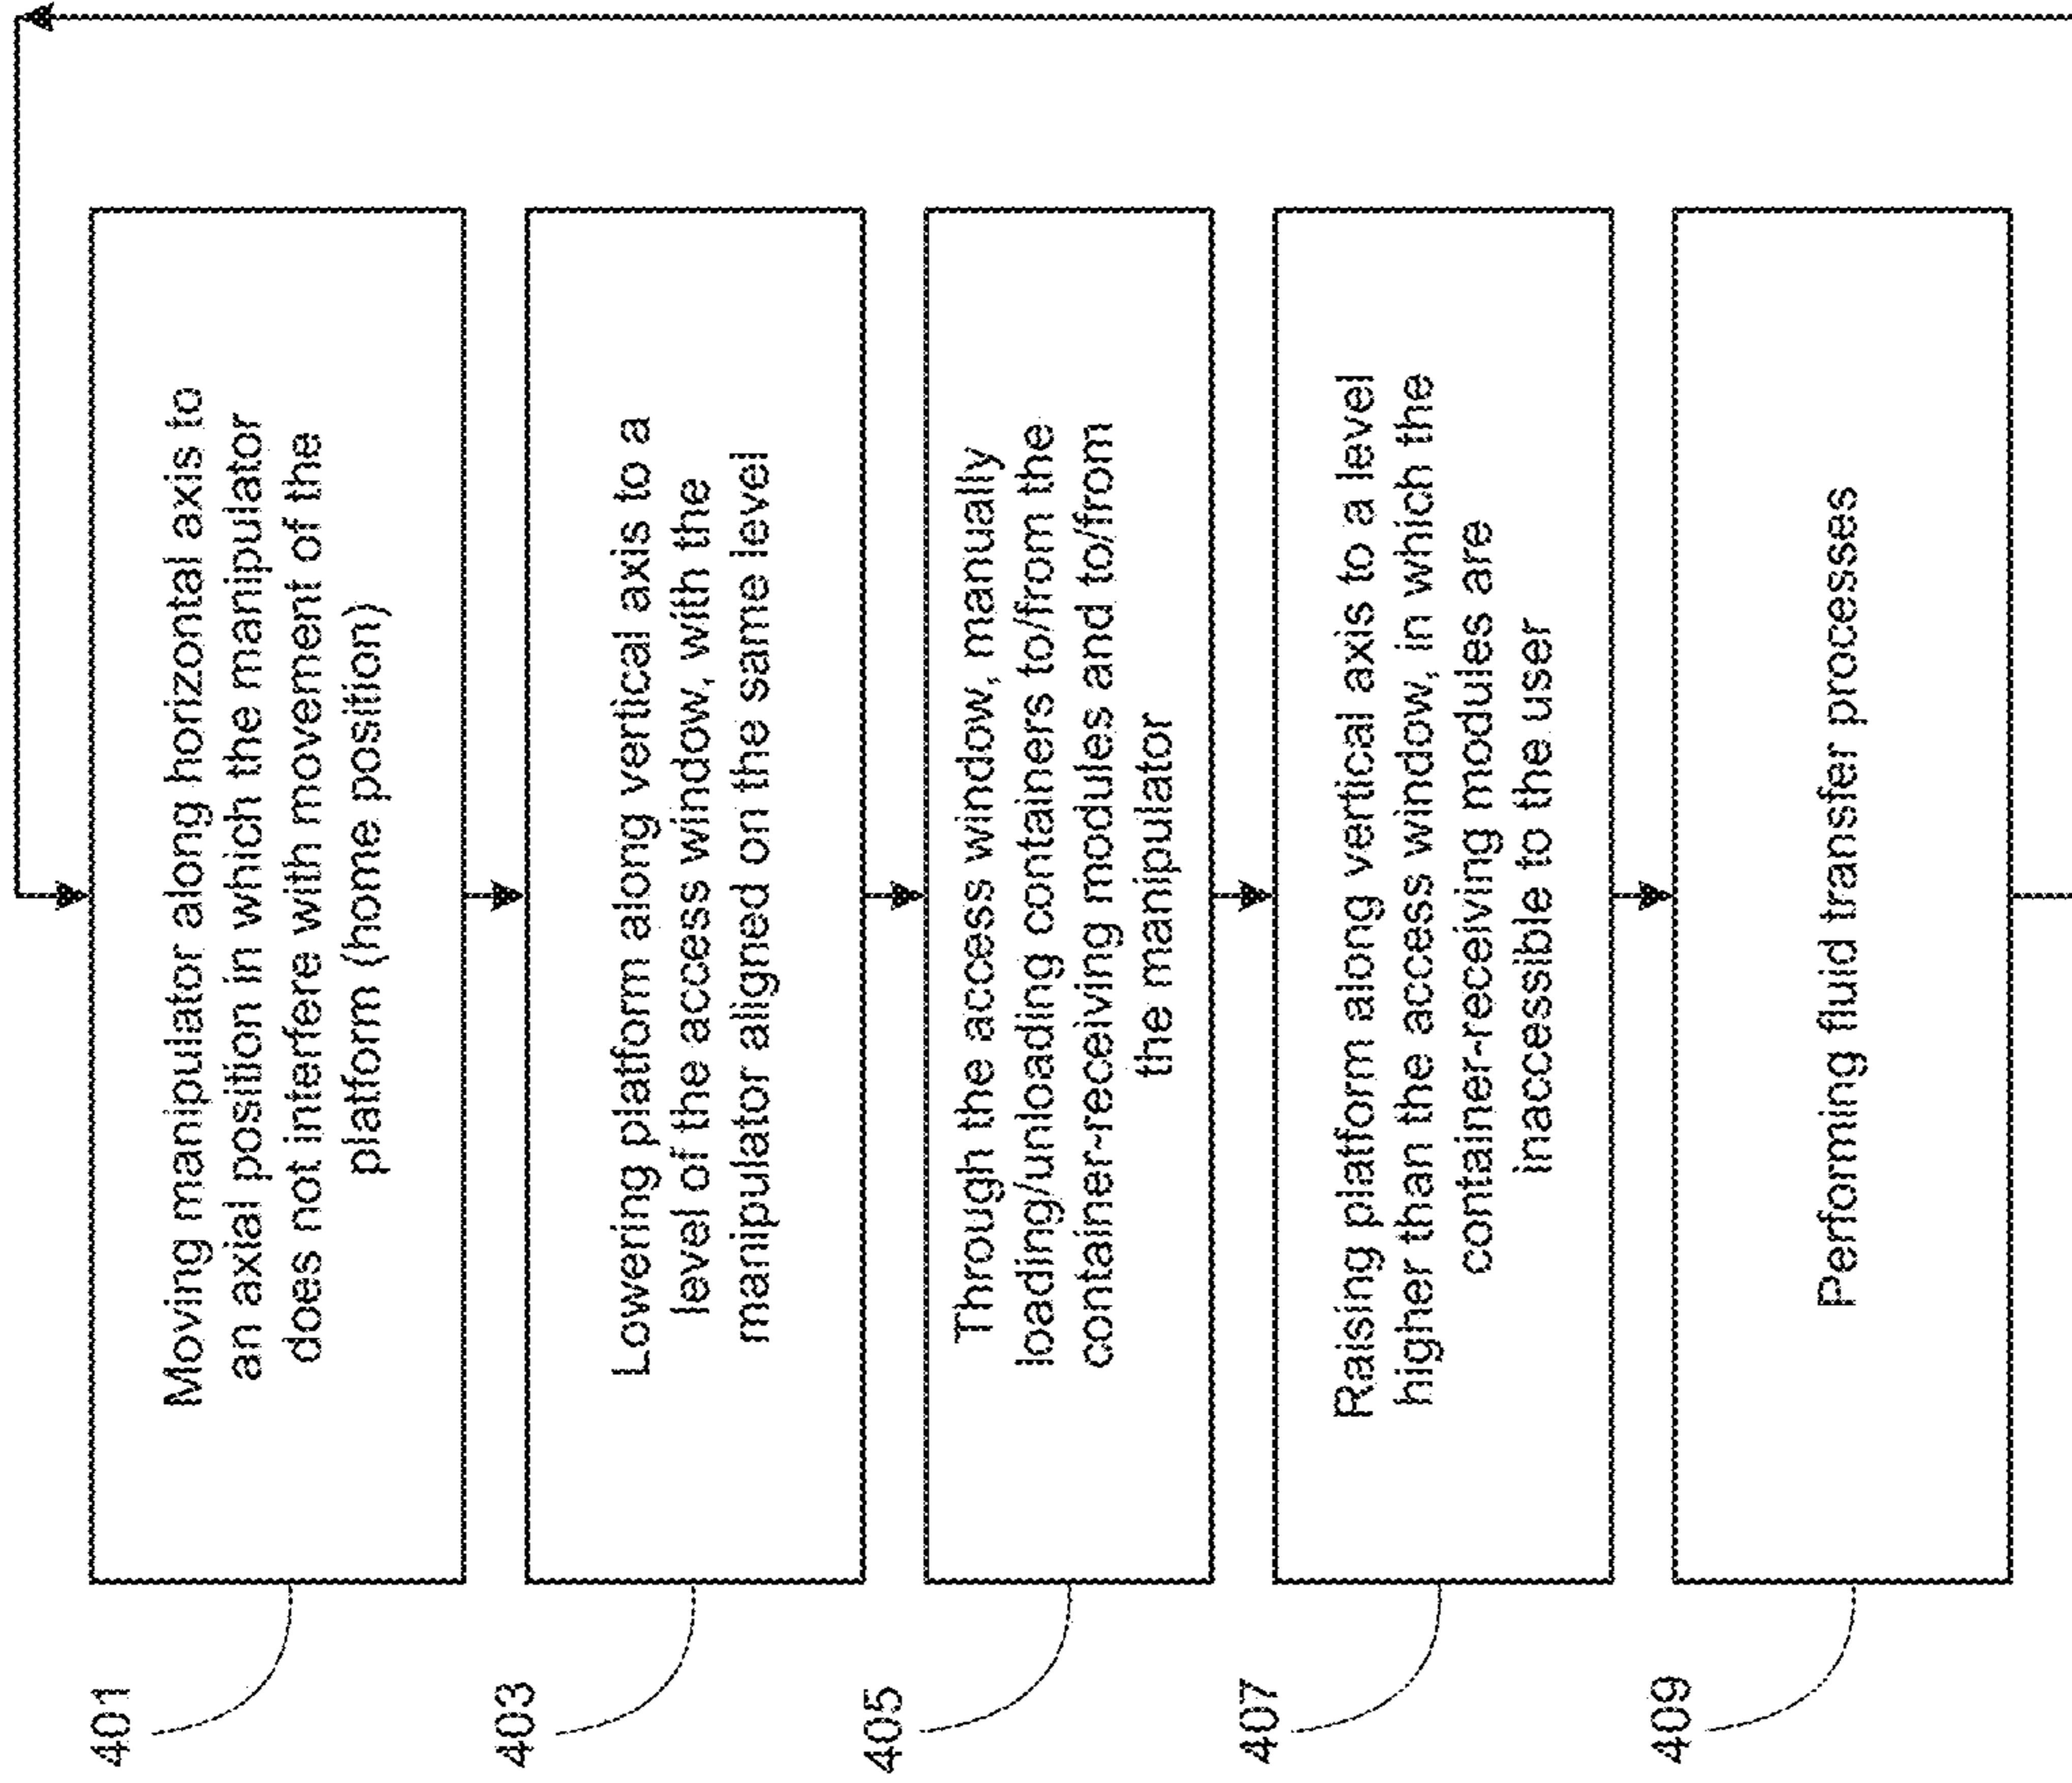 401
Moving manipulator along horizontal axis to
an axial position in which the manipulator
does not interfere with movement of the
platform (home position)
403
Lowering platform along vertical axis to a
level of the access window, with the
manipulator aligned on the same level
405
Through the access window, manually
loading/unloading containers to/from the
container-receiving modules and to/from
the manipulator
407
Raising platform along vertical axis to a level
higher than the access window, in which the
container-receiving modules are
inaccessible to the user
409
Performing fluid transfer processes